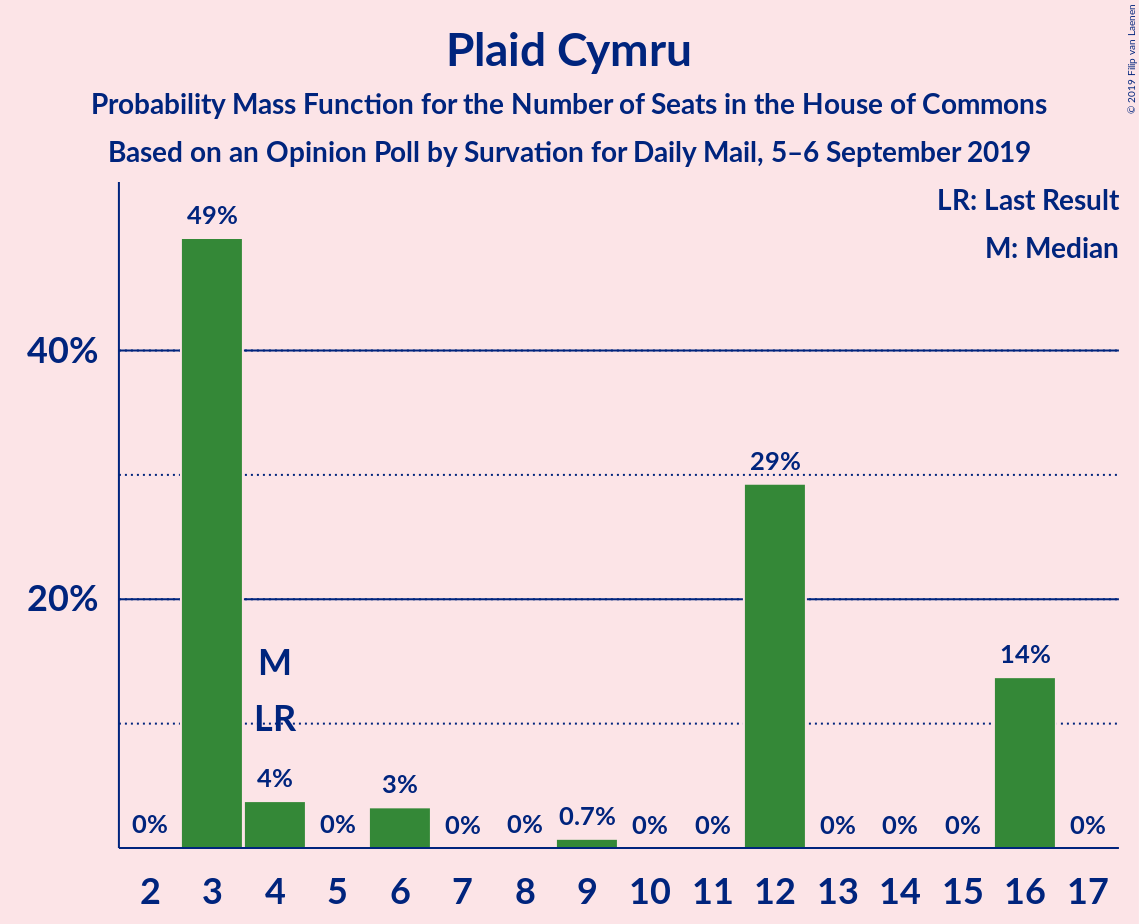 Plaid Cymru
Probability Mass Function for the Number of Seats in the House of Commons
Based on an Opinion Poll by Survation for Daily Mail, 5–6 September 2019
© 2019 Filip van Laenen
LR: Last Result
M: Median
49%
40%
29%
20%
M
14%
LR
0%
4%
0%
3%
0%
0%
0.7%
0%
0%
0%
0%
0%
0%
2 3 4 5 6 7 8 9 10 11 12 13 14 15 16 17